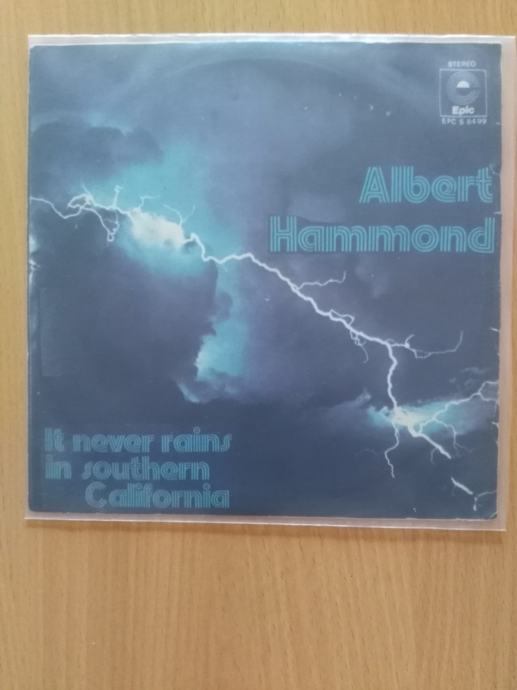 STEREO
Epic
EPC S 8499
Albert
Hammond
It never rains
in southern
California